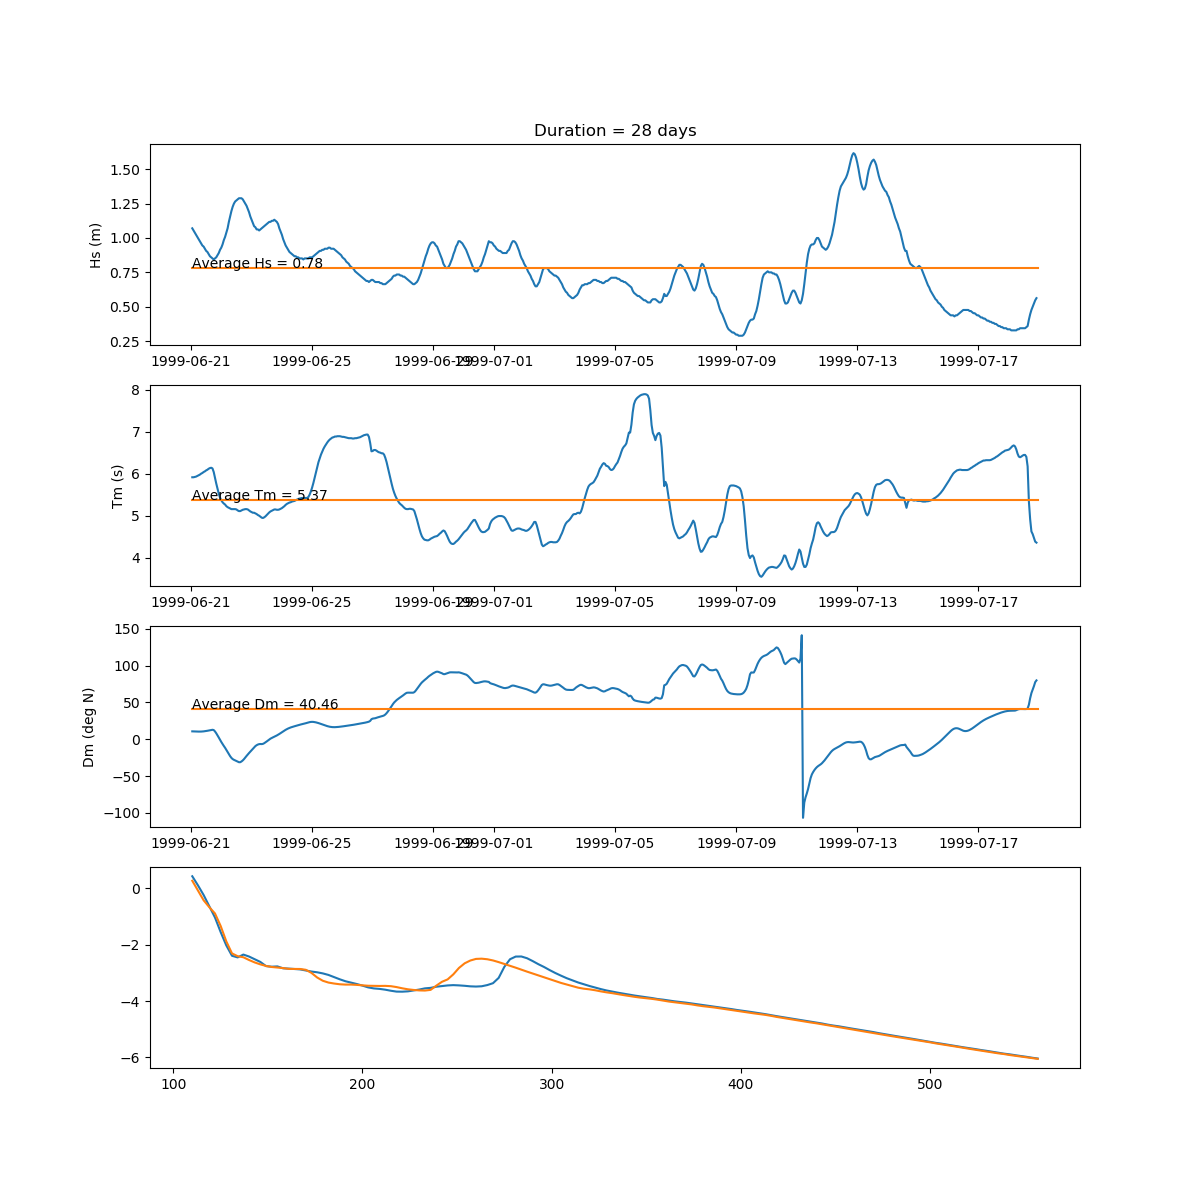 Duration = 28 days
1.50
1.25
1.00
0.75
0.50
0.25
Hs (m)
Average Hs = 0.78
1999-06-21 1999-06-25 1999-06-29 1999-07-01 1999-07-05 1999-07-09 1999-07-13 1999-07-17
8
7
6
5
4
Tm (s)
Average Tm = 5.37
1999-06-21 1999-06-25 1999-06-29 1999-07-01 1999-07-05 1999-07-09 1999-07-13 1999-07-17
150
100
50
0
−50
−100
Dm (deg N)
Average Dm = 40.46
1999-06-21 1999-06-25 1999-06-29 1999-07-01 1999-07-05 1999-07-09 1999-07-13 1999-07-17
0
−2
−4
−6
100 200 300 400 500